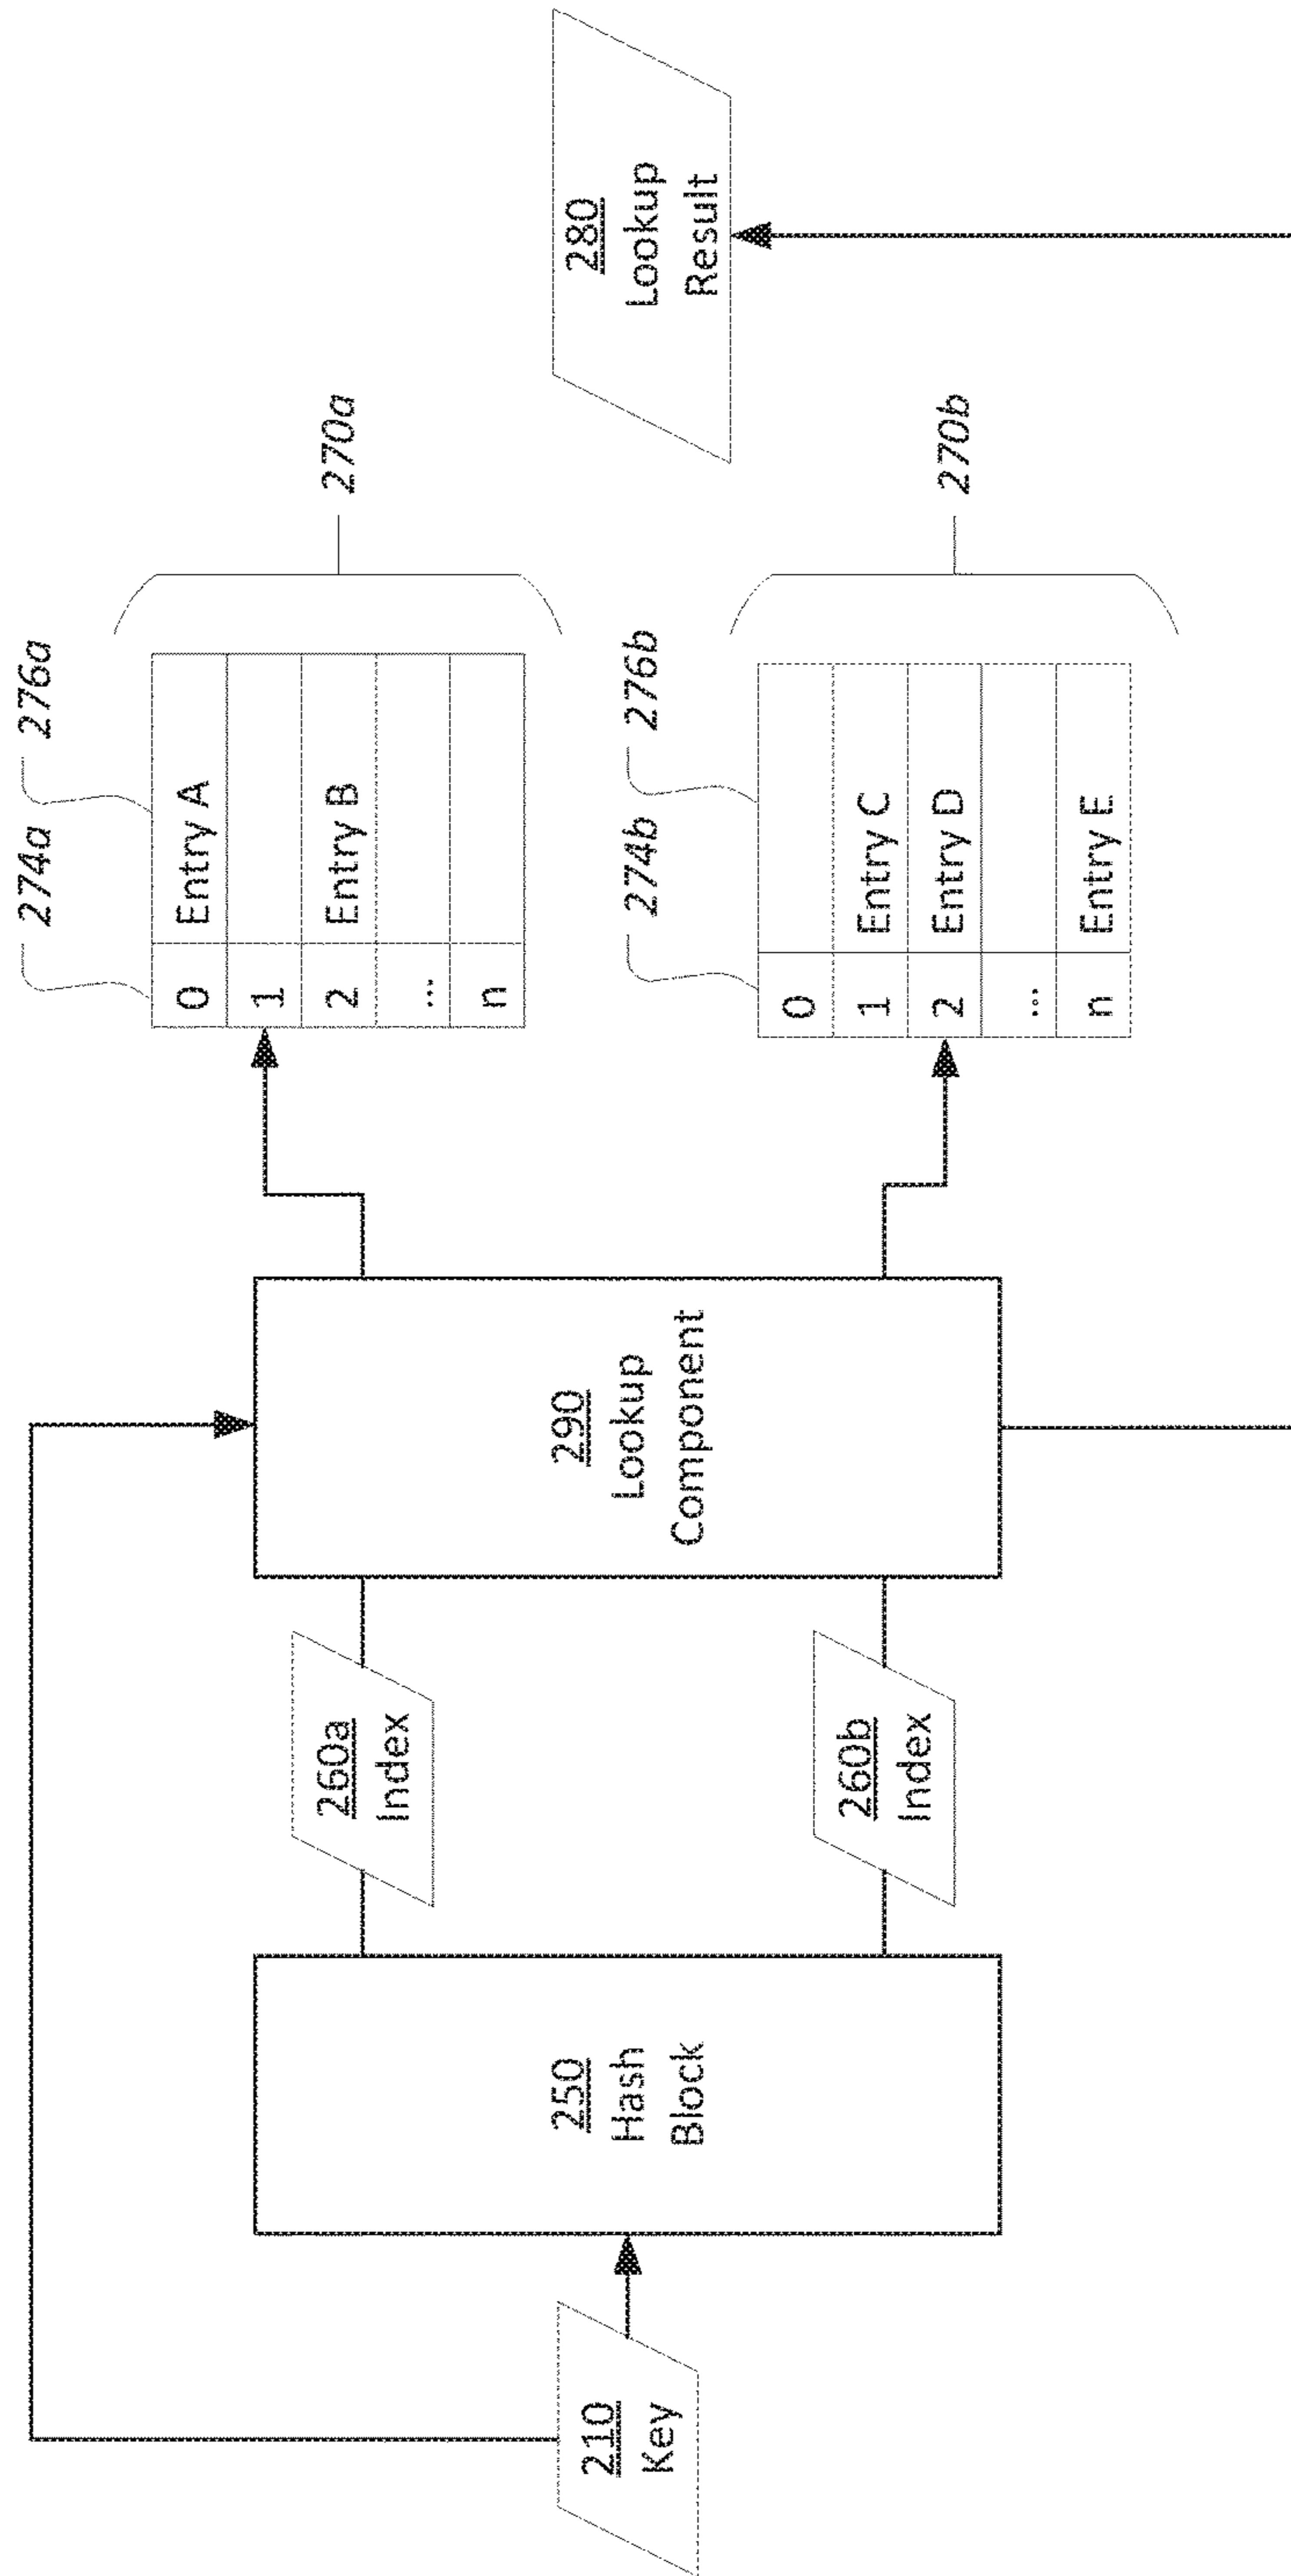 210
Key
250
Hash
Block
260a
Index
260b
Index
290
Lookup
Component
274a
276a
0
Entry A
1
2
Entry B
...
n
270a
274b
276b
0
1
Entry C
2
Entry D
...
n
Entry E
270b
280
Lookup
Result